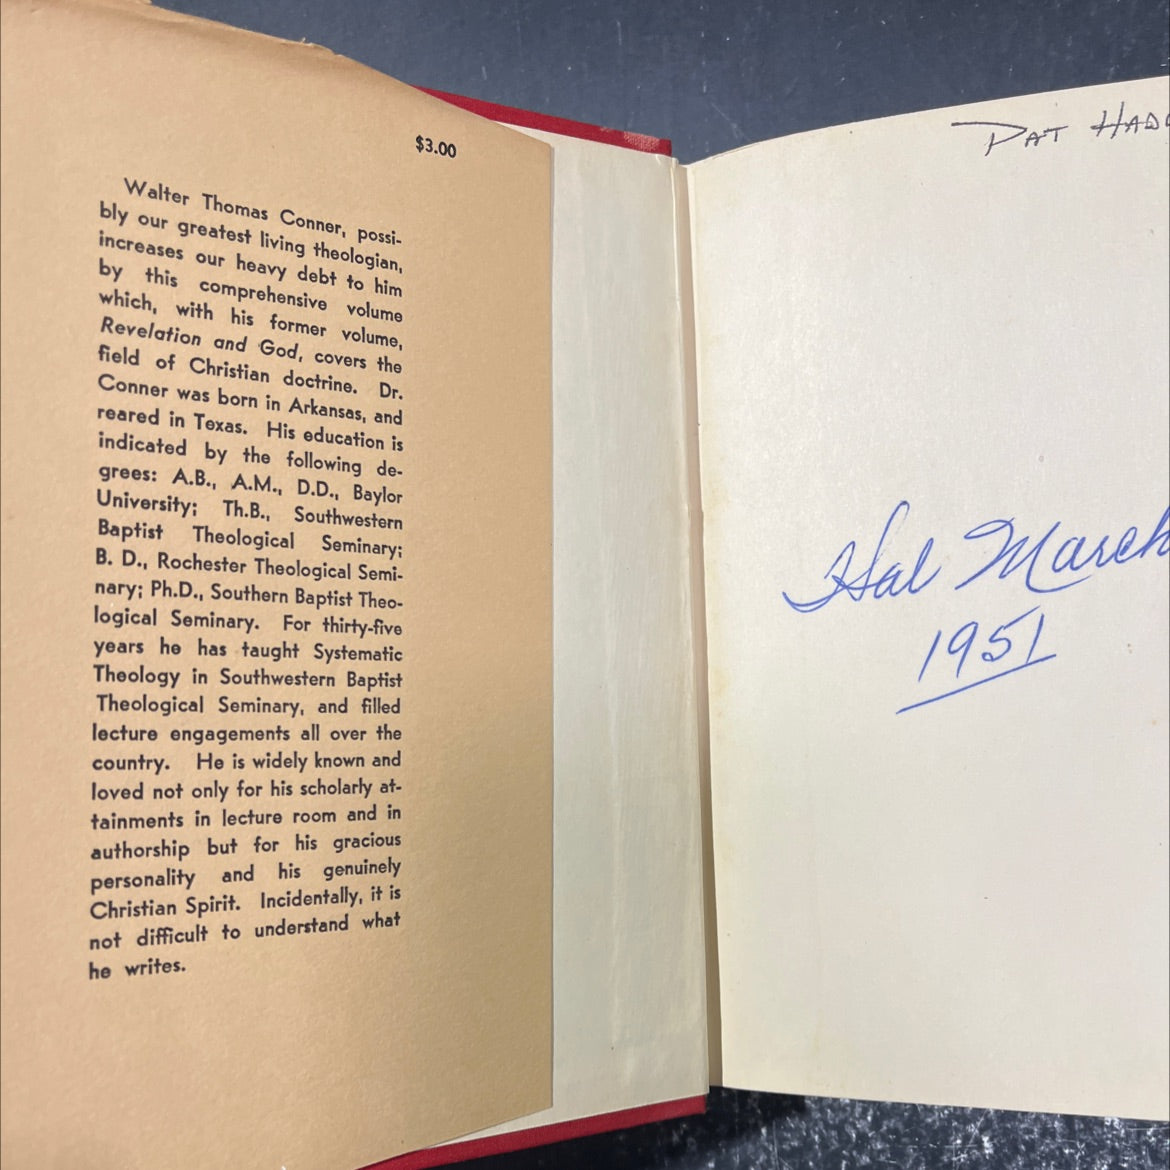 $3.00
Walter Thomas Conner, possi-
bly our greatest living theologian,
increases our heavy debt to him
by this comprehensive volume
which, with his former volume,
Revelation and God, covers the
field of Christian doctrine. Dr.
Conner was born in Arkansas, and
reared in Texas. His education is
indicated by the following de-
grees: A.B., A.M., D.D., Baylor
University; Th.B., Southwestern
Baptist Theological Seminary;
B. D., Rochester Theological Semi-
nary; Ph.D., Southern Baptist Theo-
logical Seminary. For thirty-five
years he has taught Systematic
Theology in Southwestern Baptist
Theological Seminary, and filled
lecture engagements all over the
country. He is widely known and
loved not only for his scholarly at-
tainments in lecture room and in
authorship but for his gracious
personality and his genuinely
Christian Spirit. Incidentally, it is
not difficult to understand what
he writes.
PAT
Hal March
1951